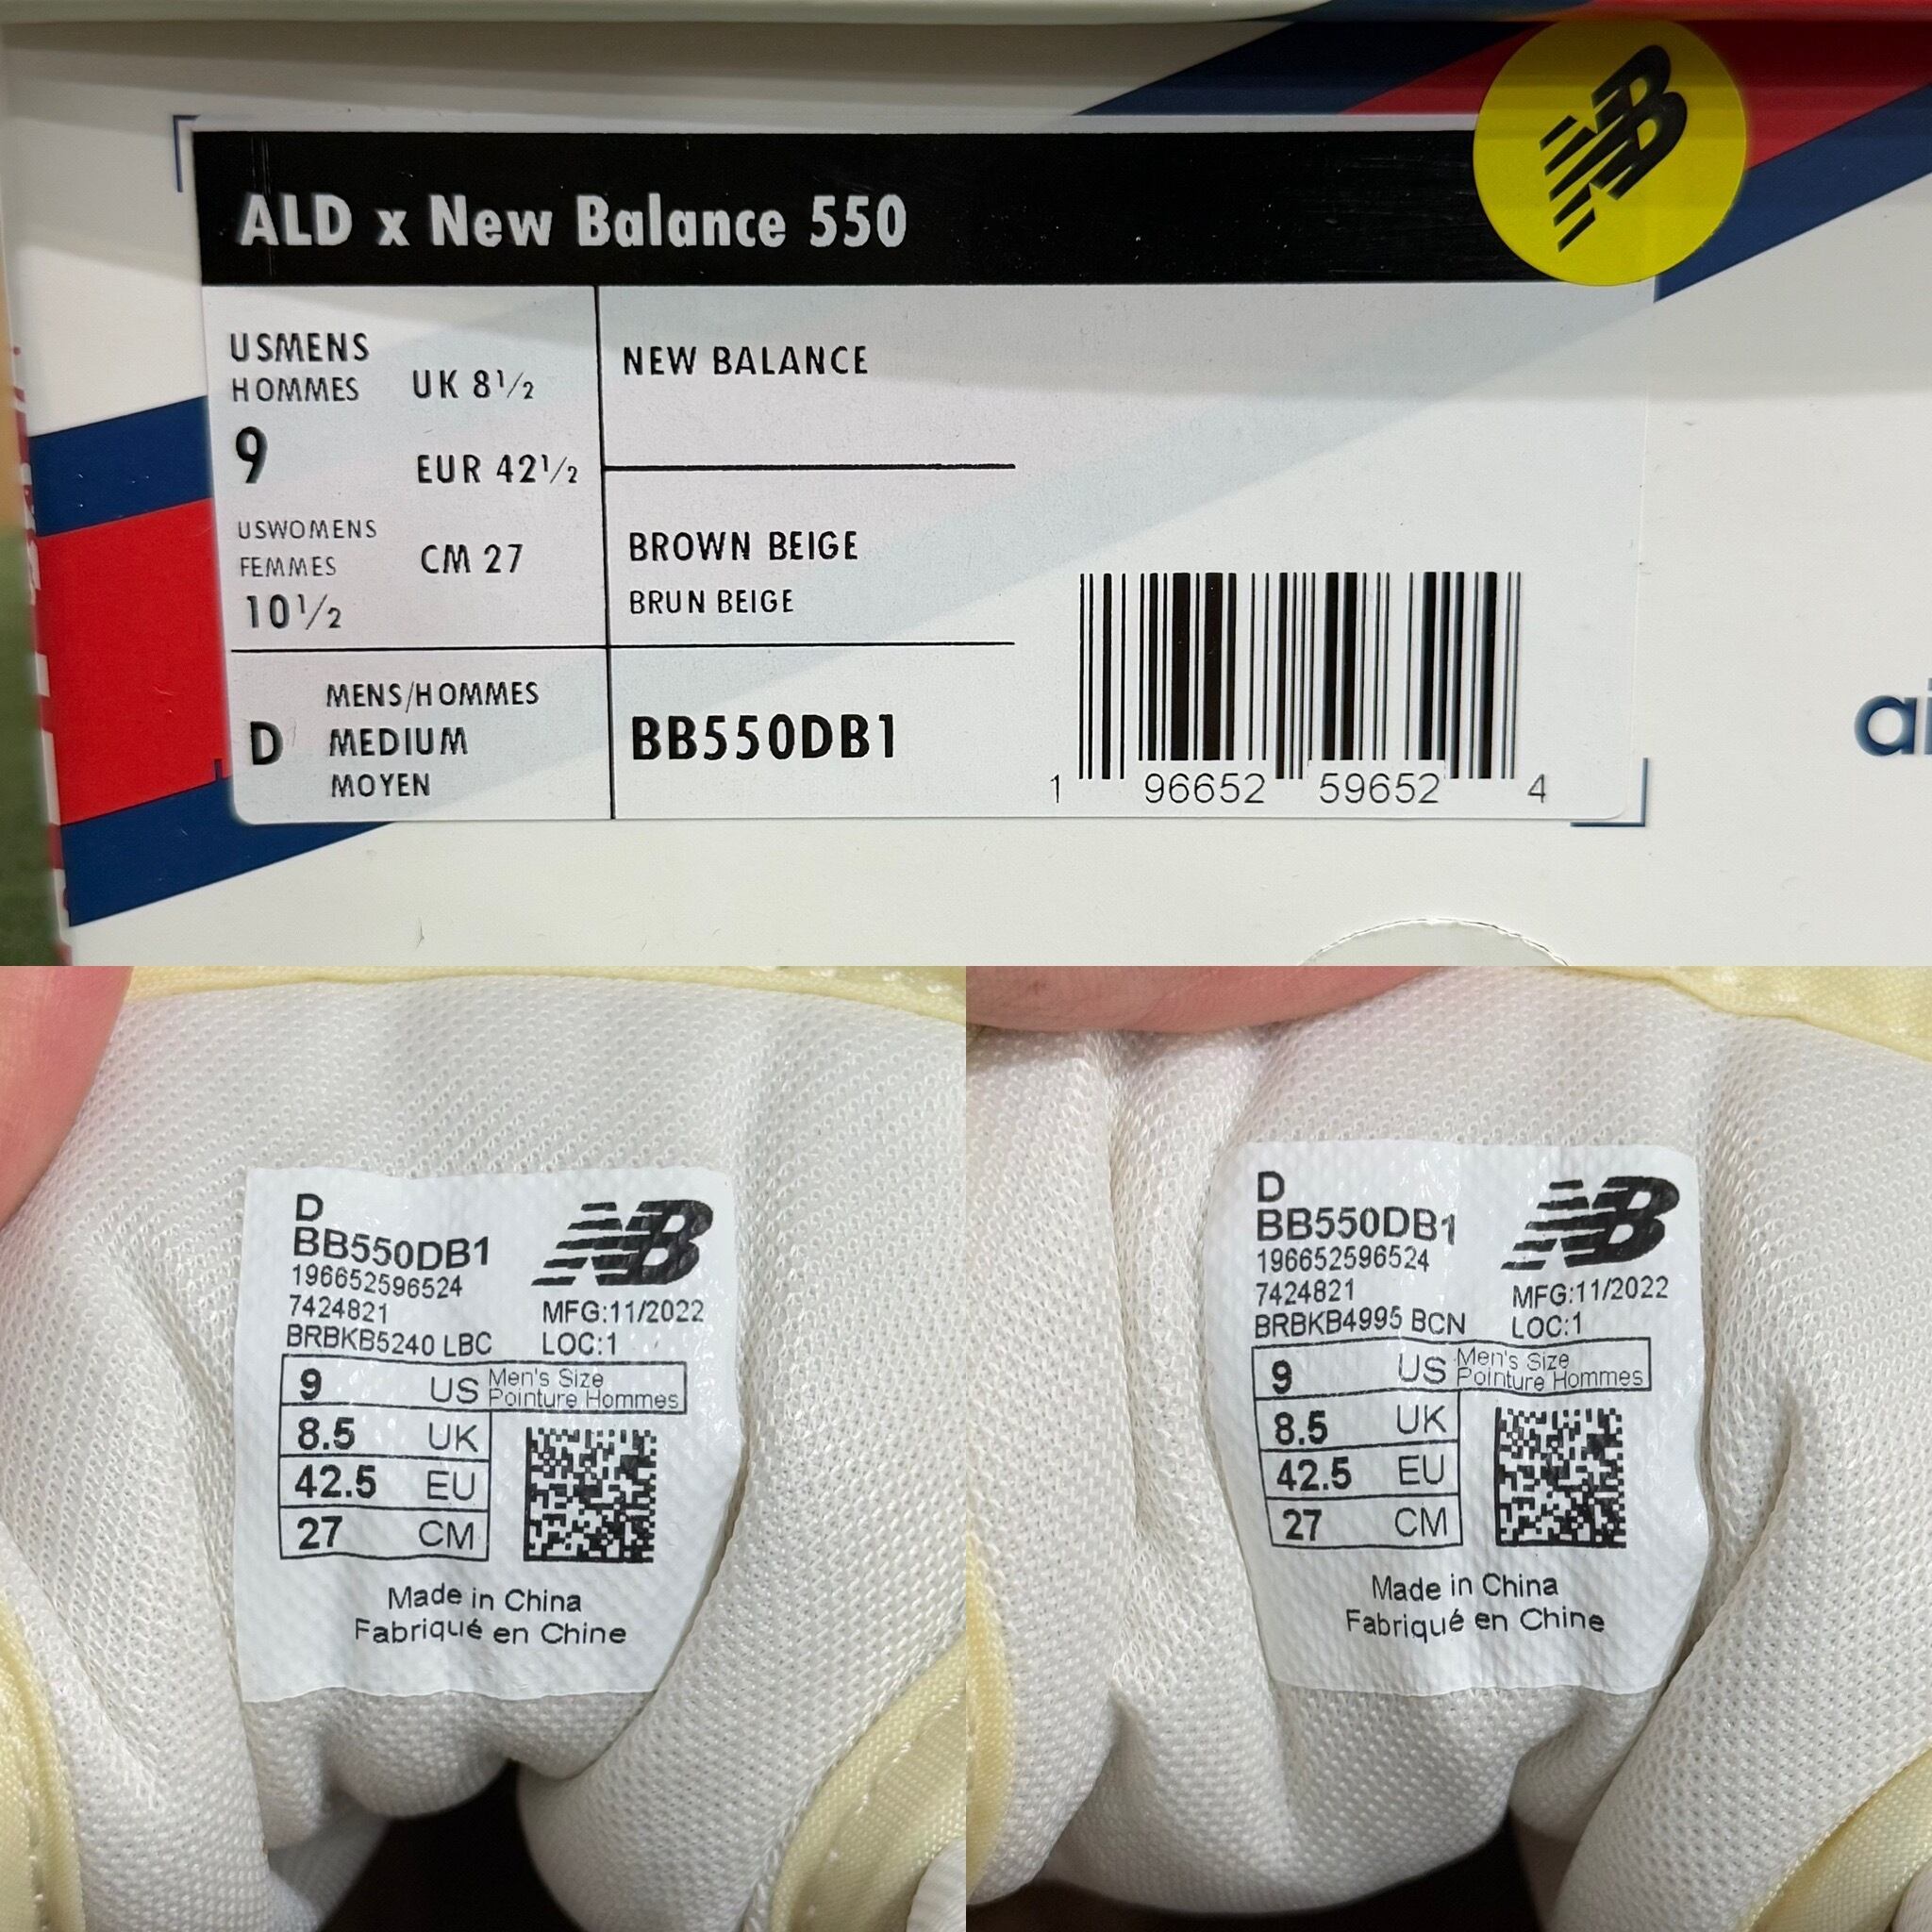 ALD x New Balance 550
USMENS
HOMMES
9
UK 8½
EUR 42½
USWOMENS
FEMMES
10½
CM 27
D
MENS/HOMMES
MEDIUM
MOYEN
NEW BALANCE
BROWN BEIGE
BRUN BEIGE
BB550DB1
1 96652 59652 4
NB
D
BB550DB1
196652596524
7424821
BRBKB5240 LBC
NB
MFG:11/2022
LOC:1
9 US Men's Size
Pointure Hommes
8.5 UK
42.5 EU
27 CM
Made in China
Fabriqué en Chine
D
BB550DB1
196652596524
7424821
BRBKB4995 BCN
NB
MFG:11/2022
LOC:1
9 US Men's Size
Pointure Hommes
8.5 UK
42.5 EU
27 CM
Made in China
Fabriqué en Chine